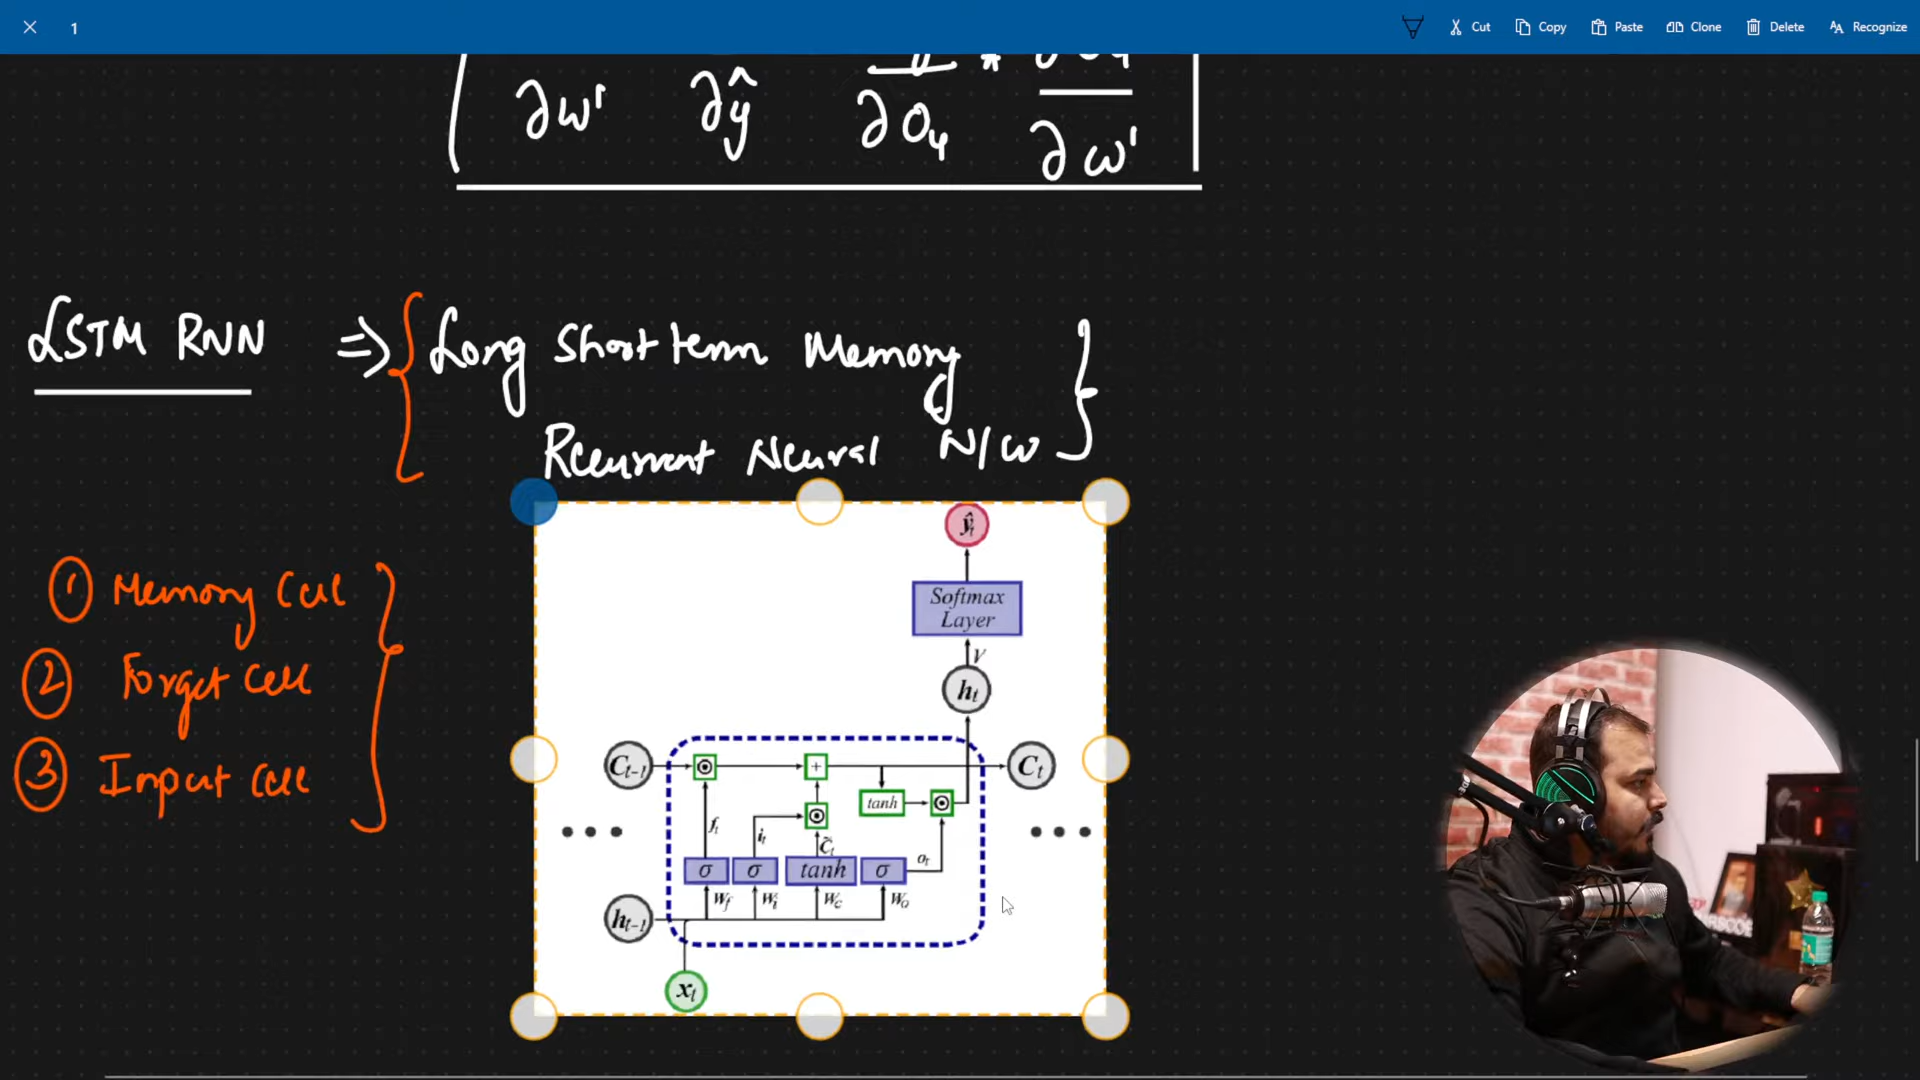 1 Cut Copy Paste Clone Delete Recognize
∂w' ∂ŷ ∂O₄ * ∂w'
LSTM RNN ⇒ { Long Short term Memory
Recurrent Neural N/w }
① Memory Cell
② Forget Cell
③ Input Cell
ŷt
Softmax
Layer
V
ht
Ct-1 + Ct
tanh
ft it C̃t ot
σ σ tanh σ
Wf Wi WC WO
ht-1
xt